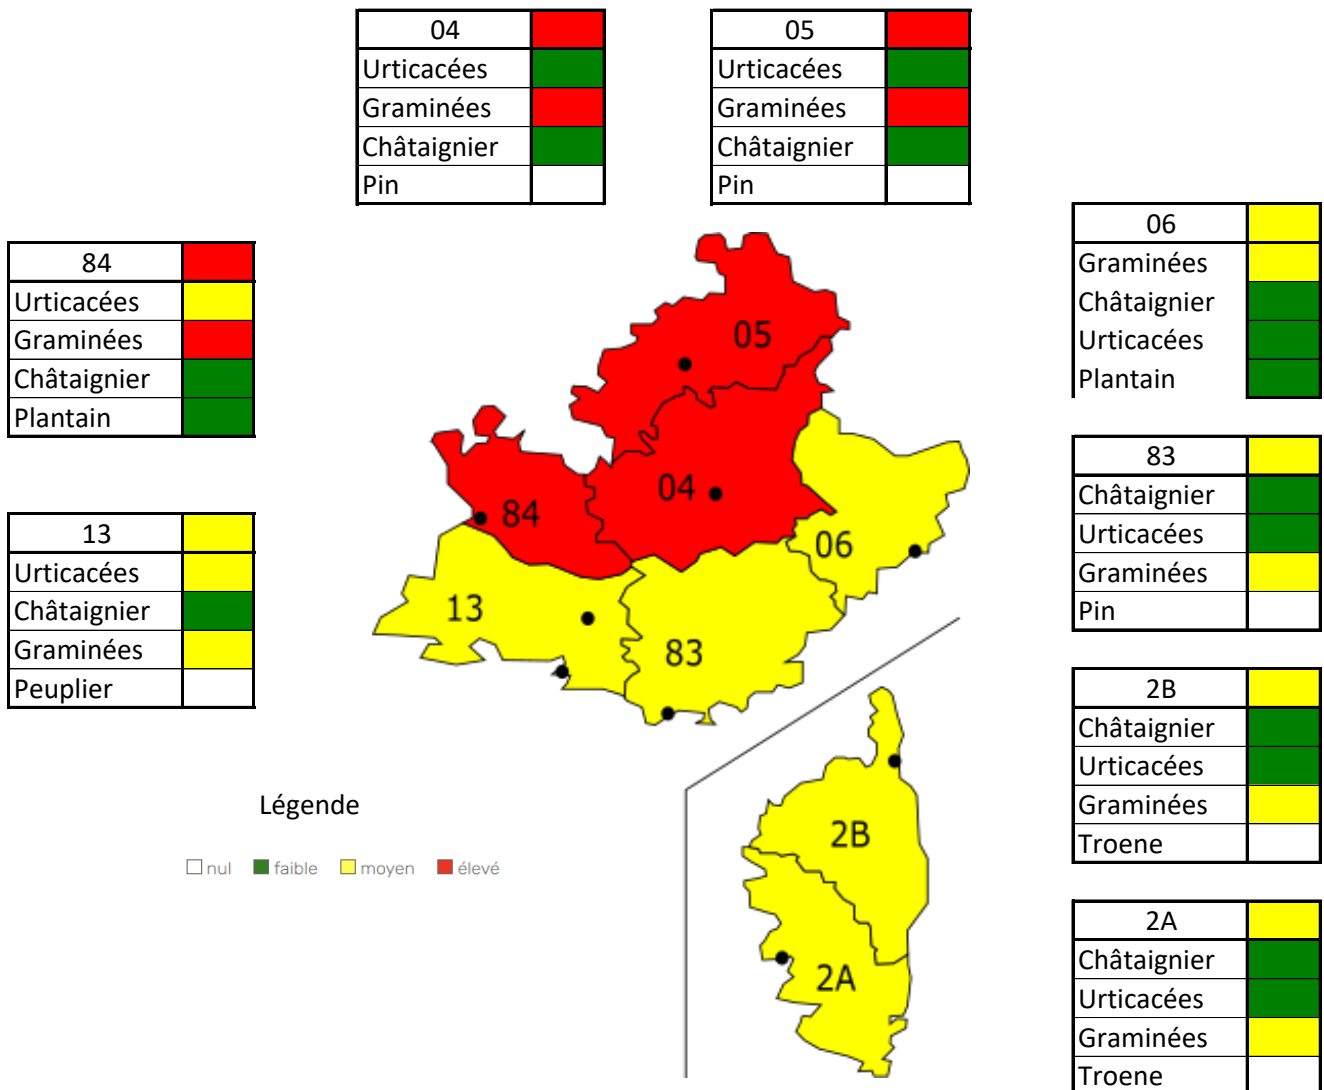 04
Urticacées
Graminées
Châtaignier
Pin
05
Urticacées
Graminées
Châtaignier
Pin
84
Urticacées
Graminées
Châtaignier
Plantain
06
Graminées
Châtaignier
Urticacées
Plantain
13
Urticacées
Châtaignier
Graminées
Peuplier
83
Châtaignier
Urticacées
Graminées
Pin
2B
Châtaignier
Urticacées
Graminées
Troene
2A
Châtaignier
Urticacées
Graminées
Troene
05
04
84
06
13
83
2B
2A
Légende
nul faible moyen élevé